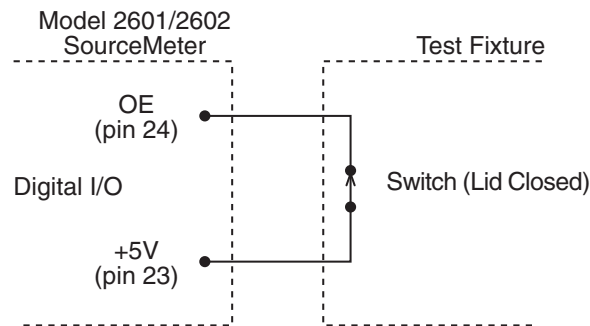 Model 2601/2602
SourceMeter
Test Fixture
OE
(pin 24)
Digital I/O
Switch (Lid Closed)
+5V
(pin 23)